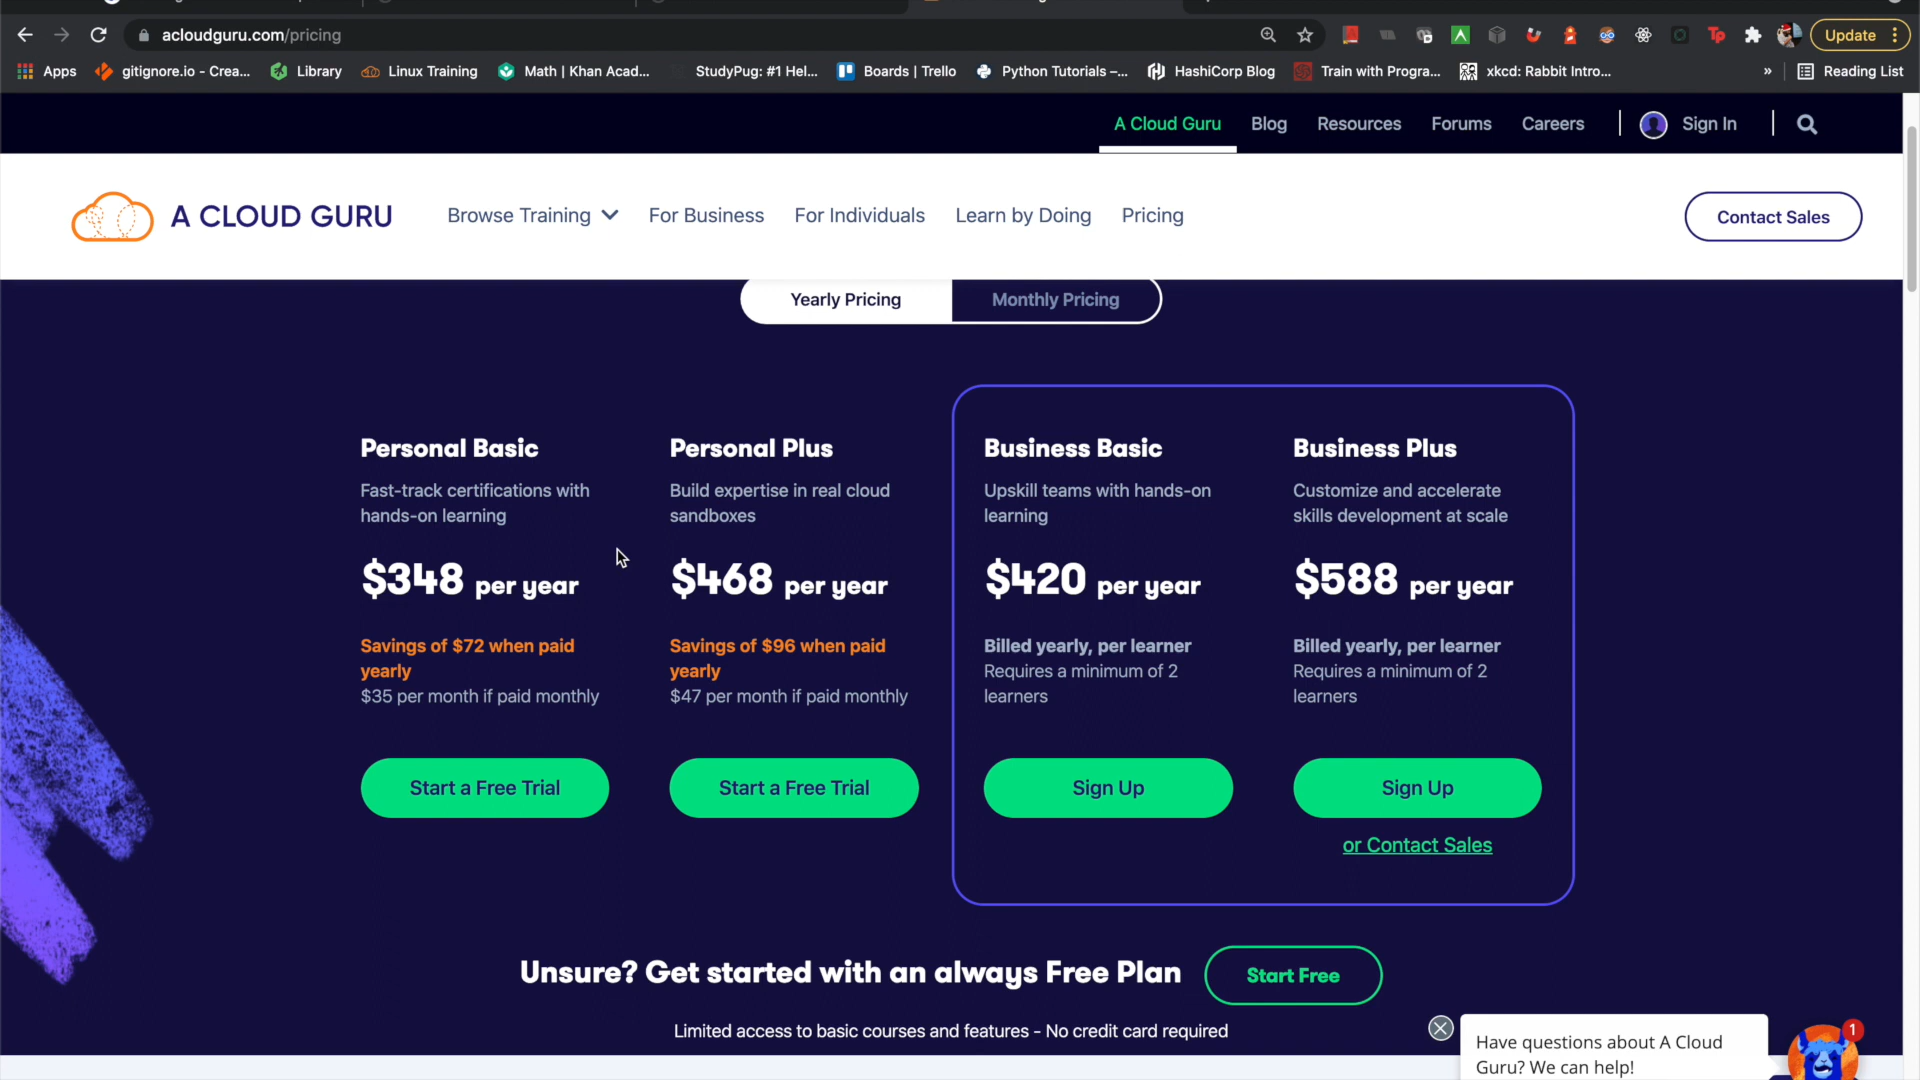 acloudguru.com/pricing
Update
Apps
gitignore.io - Crea...
Library
Linux Training
Math | Khan Acad...
StudyPug: #1 Hel...
Boards | Trello
Python Tutorials –...
HashiCorp Blog
Train with Progra...
xkcd: Rabbit Intro...
»
Reading List
A Cloud Guru
Blog
Resources
Forums
Careers
Sign In
A CLOUD GURU
Browse Training
For Business
For Individuals
Learn by Doing
Pricing
Contact Sales
Yearly Pricing
Monthly Pricing
Personal Basic
Fast-track certifications with
hands-on learning
$348 per year
Savings of $72 when paid
yearly
$35 per month if paid monthly
Start a Free Trial
Personal Plus
Build expertise in real cloud
sandboxes
$468 per year
Savings of $96 when paid
yearly
$47 per month if paid monthly
Start a Free Trial
Business Basic
Upskill teams with hands-on
learning
$420 per year
Billed yearly, per learner
Requires a minimum of 2
learners
Sign Up
Business Plus
Customize and accelerate
skills development at scale
$588 per year
Billed yearly, per learner
Requires a minimum of 2
learners
Sign Up
or Contact Sales
Unsure? Get started with an always Free Plan
Start Free
Limited access to basic courses and features - No credit card required
Have questions about A Cloud
Guru? We can help!
1